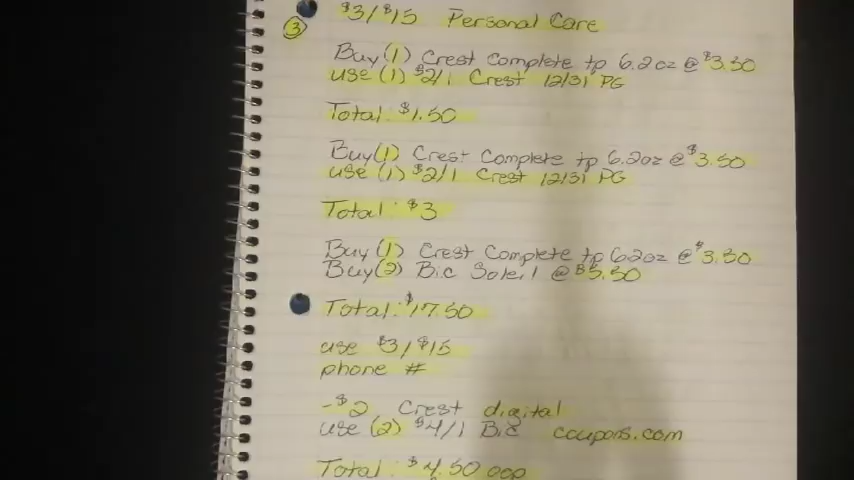 $3/$15 Personal Care
③
Buy (1) Crest Complete tp 6.2oz @ $3.50
use (1) $2/1 Crest 12/31 PG
Total: $1.50
Buy (1) Crest Complete tp 6.2oz @ $3.50
use (1) $2/1 Crest 12/31 PG
Total: $3
Buy (1) Crest Complete tp 6.2oz @ $3.50
Buy (2) Bic Soleil @ $5.50
Total: $17.50
use $3/$15
phone #
-$2 Crest digital
use (2) $4/1 Bic coupons.com
Total: $4.50 oop